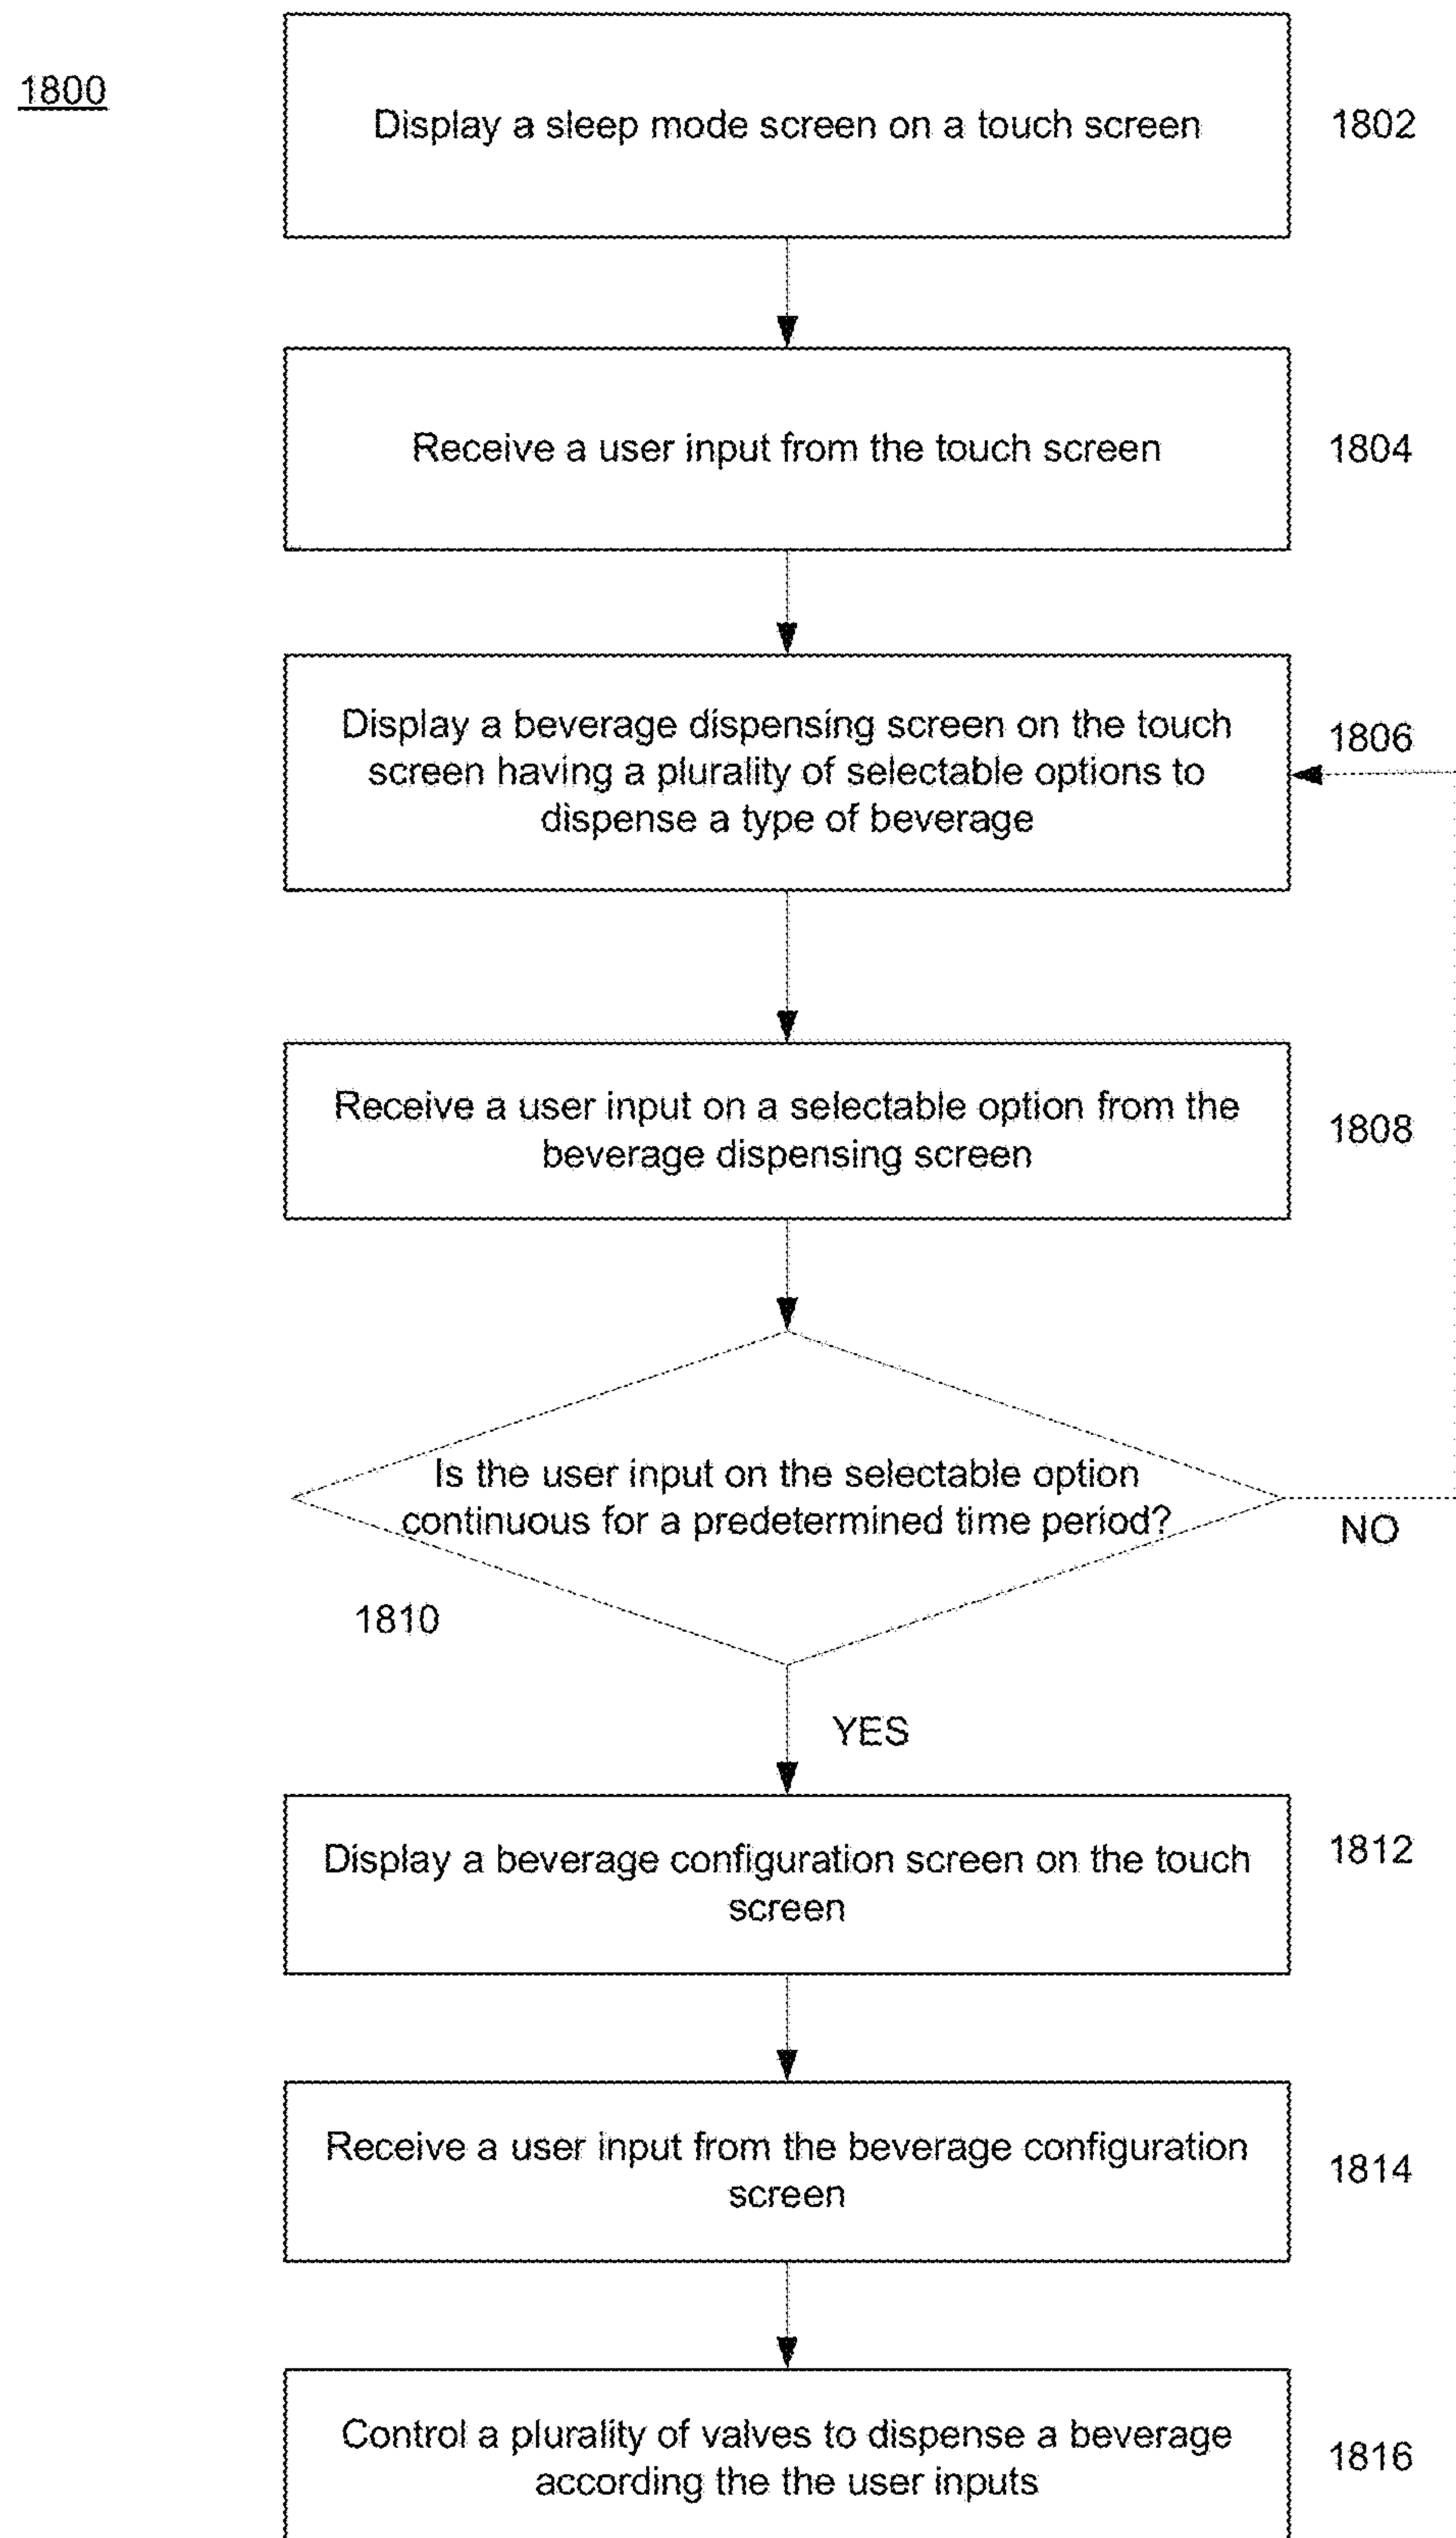 1800
Display a sleep mode screen on a touch screen
1802
Receive a user input from the touch screen
1804
Display a beverage dispensing screen on the touch
screen having a plurality of selectable options to
dispense a type of beverage
1806
Receive a user input on a selectable option from the
beverage dispensing screen
1808
Is the user input on the selectable option
continuous for a predetermined time period?
NO
1810
YES
Display a beverage configuration screen on the touch
screen
1812
Receive a user input from the beverage configuration
screen
1814
Control a plurality of valves to dispense a beverage
according the the user inputs
1816